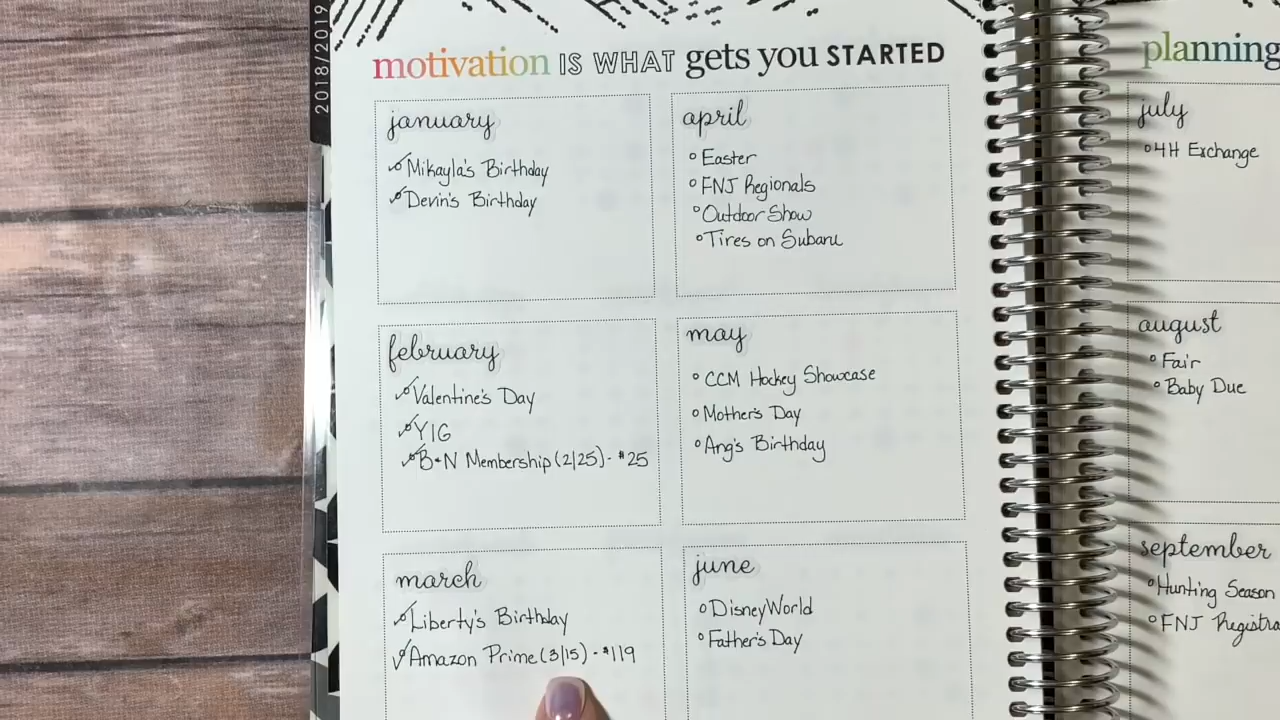 2018/2019
motivation IS WHAT gets you STARTED
january
Mikayla's Birthday
Devin's Birthday
february
Valentine's Day
YIG
B+N Membership (2/25) - $25
march
Liberty's Birthday
Amazon Prime (3/15) - $119
april
Easter
FNJ Regionals
Outdoor Show
Tires on Subaru
may
CCM Hockey Showcase
Mother's Day
Ang's Birthday
june
DisneyWorld
Father's Day
planning
july
4H Exchange
august
Fair
Baby Due
september
Hunting Season
FNJ Registra